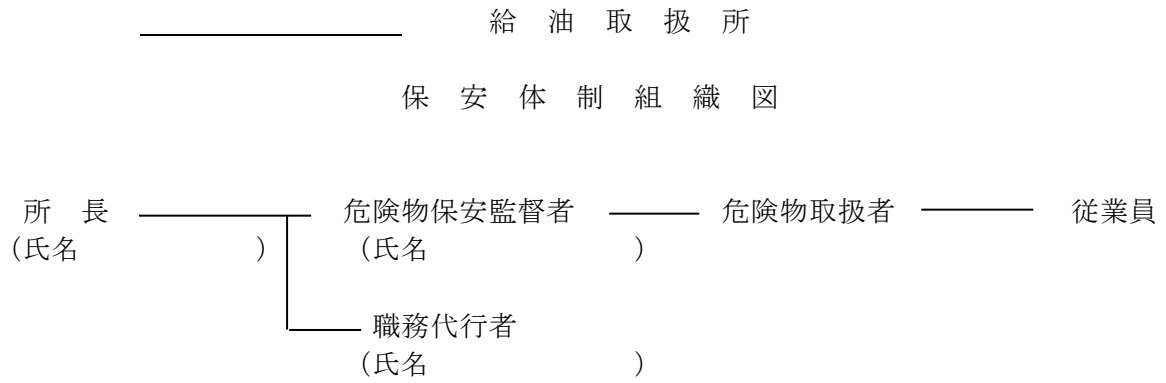 給油取扱所
保安体制組織図
所長 危険物保安監督者 危険物取扱者 従業員
(氏名 ) (氏名 )
職務代行者
(氏名 )